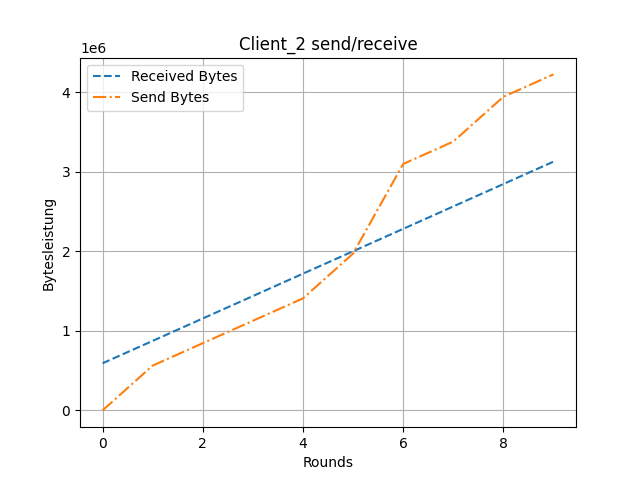 Client_2 send/receive
1e6
Received Bytes
Send Bytes
4
3
2
1
0
Bytesleistung
0 2 4 6 8
Rounds